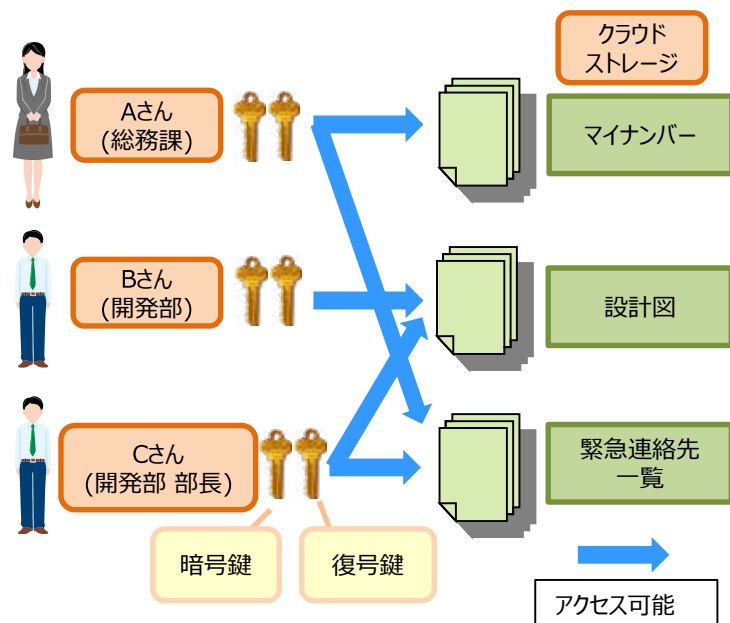 クラウド
ストレージ
Aさん
(総務課)
マイナンバー
Bさん
(開発部)
設計図
Cさん
(開発部 部長)
緊急連絡先
一覧
暗号鍵
復号鍵
アクセス可能